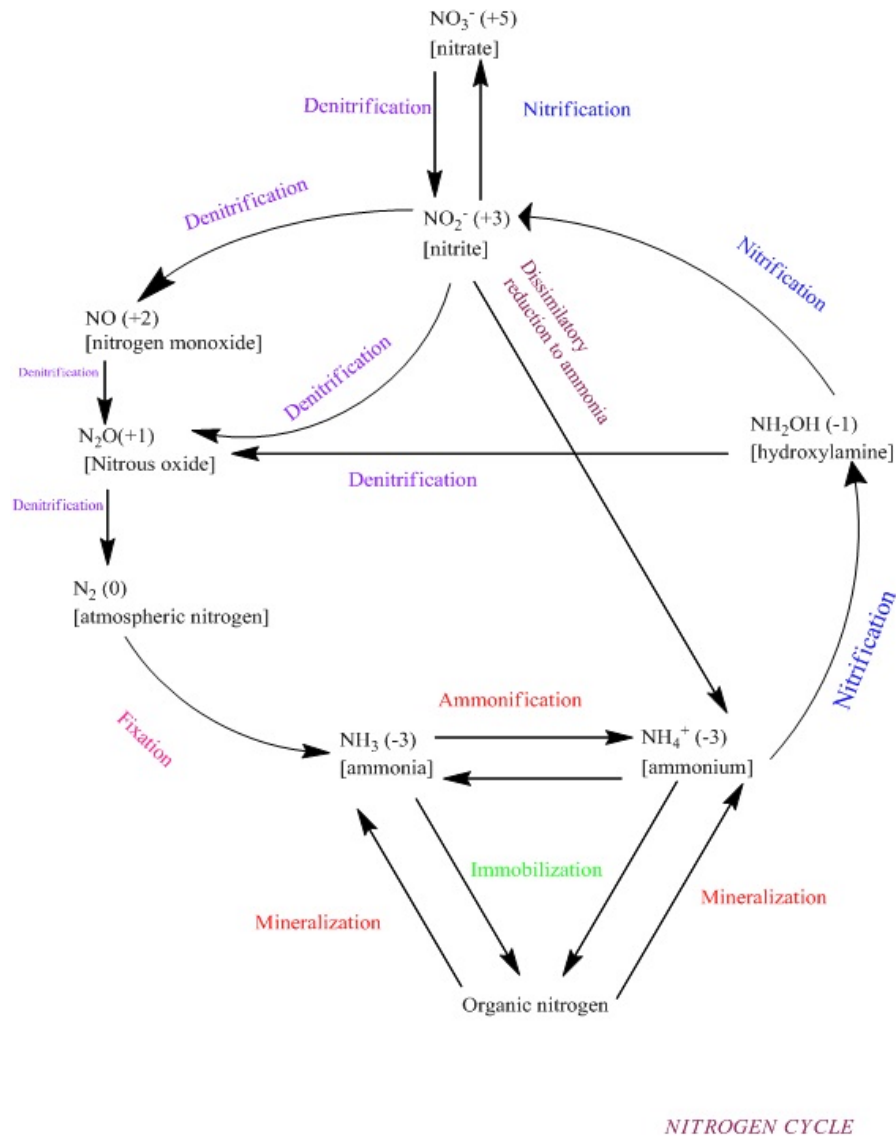 NO₃⁻ (+5)
[nitrate]
Denitrification
Nitrification
Denitrification
NO₂⁻ (+3)
[nitrite]
Nitrification
Dissimilatory
reduction to ammonia
NO (+2)
[nitrogen monoxide]
Denitrification
Denitrification
N₂O(+1)
[Nitrous oxide]
NH₂OH (-1)
[hydroxylamine]
Denitrification
Denitrification
N₂ (0)
[atmospheric nitrogen]
Nitrification
Fixation
Ammonification
NH₃ (-3)
[ammonia]
NH₄⁺ (-3)
[ammonium]
Immobilization
Mineralization
Mineralization
Organic nitrogen
NITROGEN CYCLE